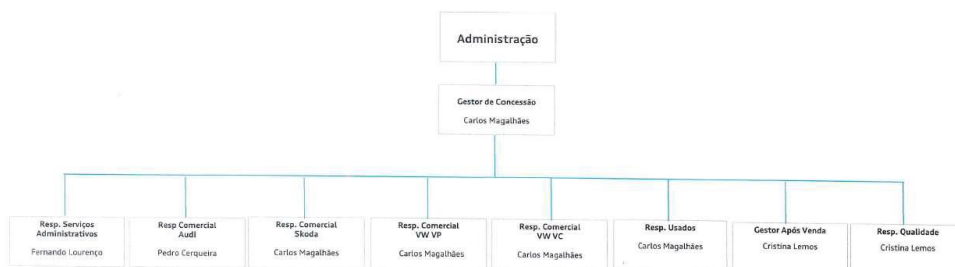 Administração
Gestor de Concessão
Carlos Magalhães
Resp. Serviços
Administrativos
Fernando Lourenço
Resp Comercial
Audi
Pedro Cerqueira
Resp. Comercial
Skoda
Carlos Magalhães
Resp. Comercial
VW VP
Carlos Magalhães
Resp. Comercial
VW VC
Carlos Magalhães
Resp. Usados
Carlos Magalhães
Gestor Após Venda
Cristina Lemos
Resp. Qualidade
Cristina Lemos